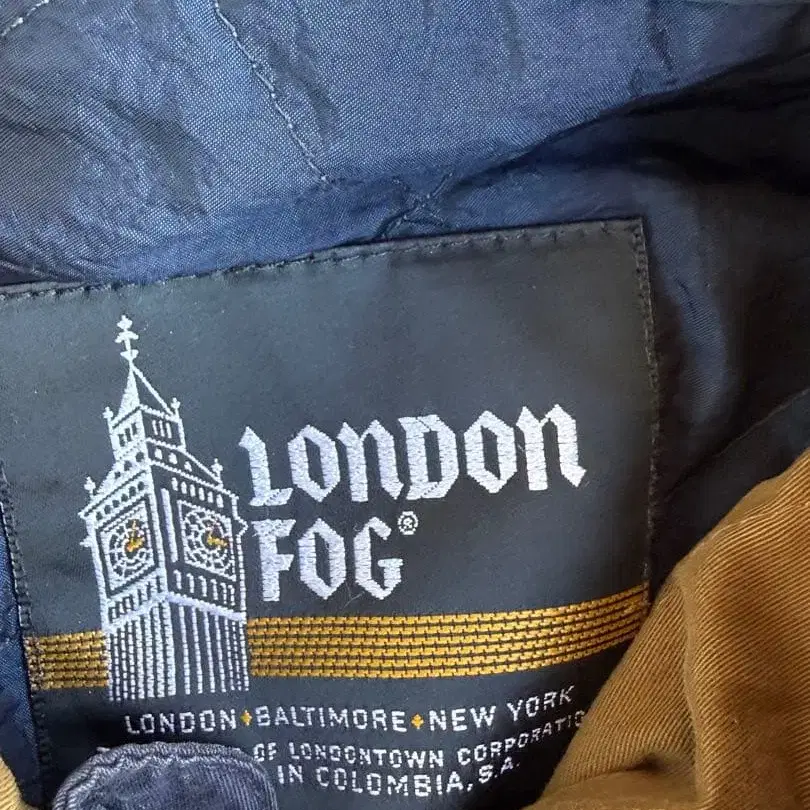 LONDON
FOG®
LONDON♦BALTIMORE♦NEW YORK
OF LONDONTOWN CORPORATIO
IN COLOMBIA, S.A.